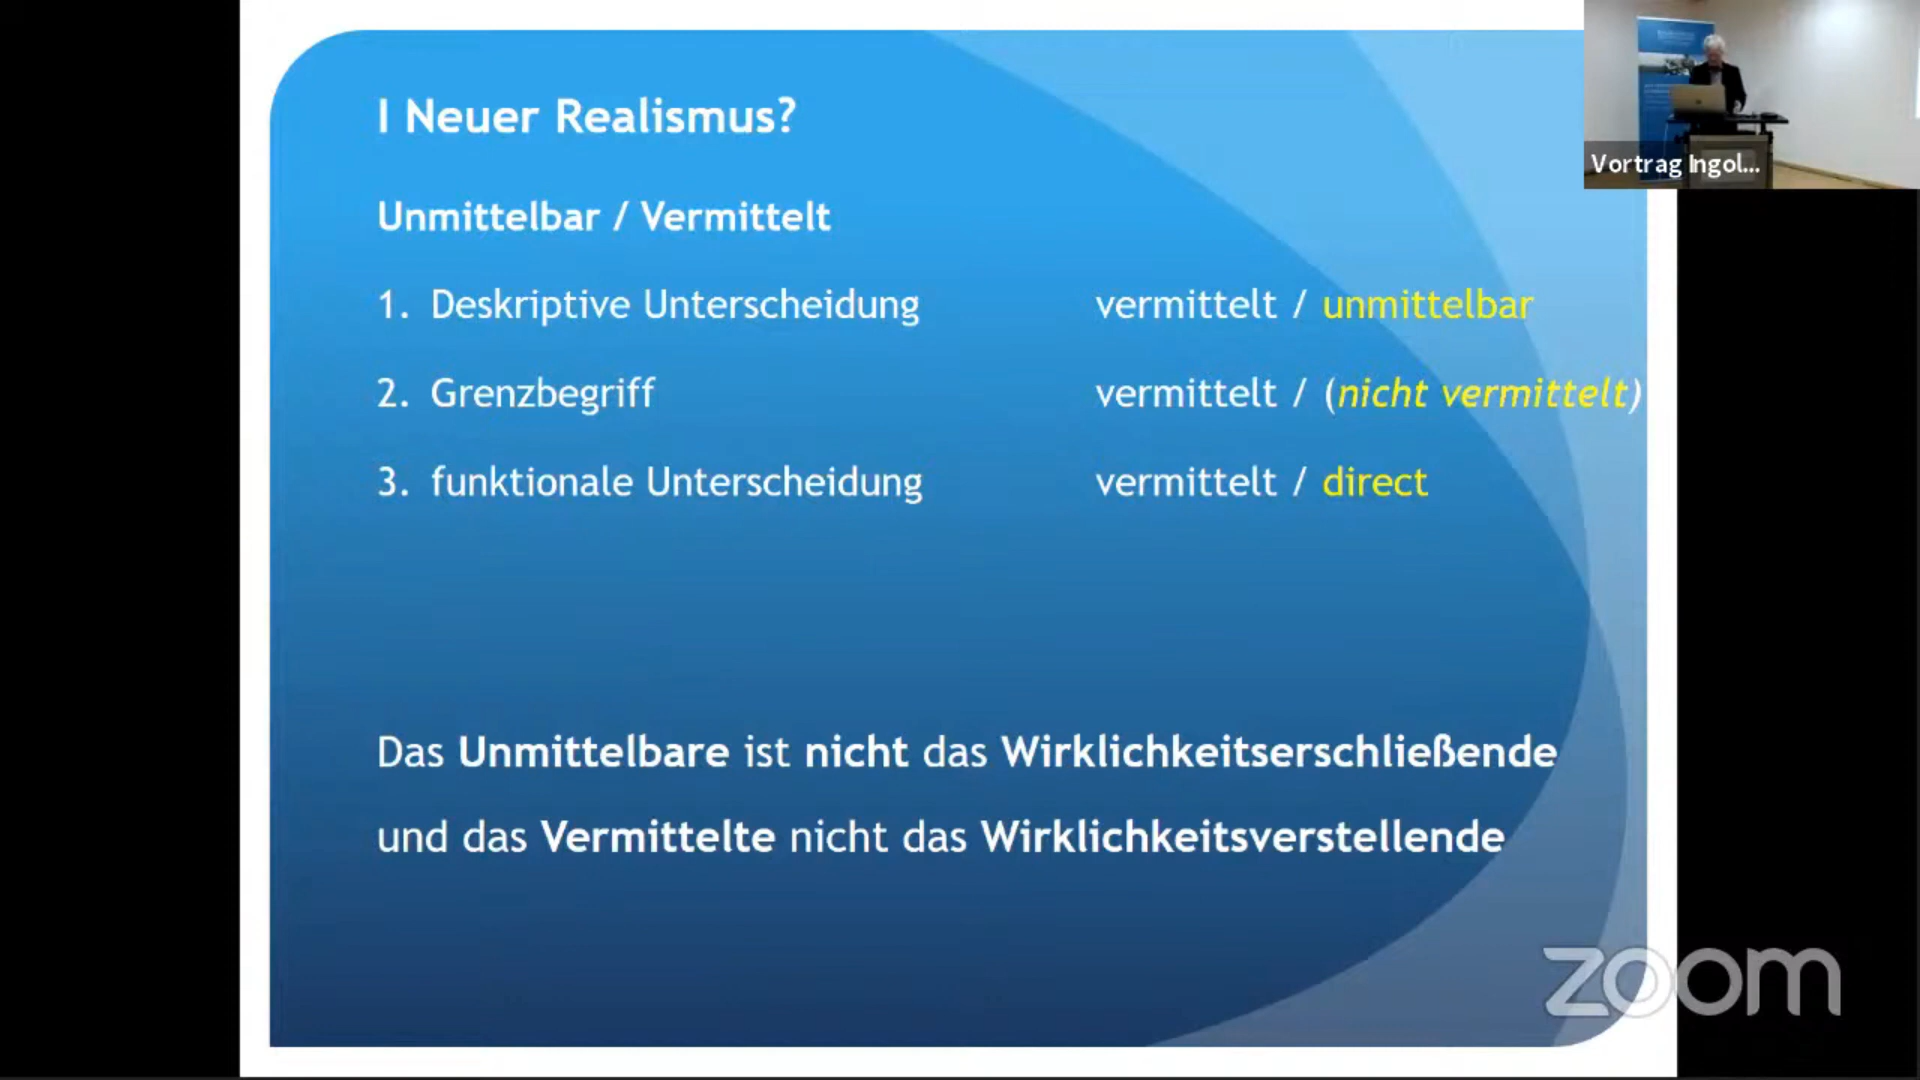 I Neuer Realismus?
Unmittelbar / Vermittelt
1. Deskriptive Unterscheidung vermittelt / unmittelbar
2. Grenzbegriff vermittelt / (nicht vermittelt)
3. funktionale Unterscheidung vermittelt / direct
Das Unmittelbare ist nicht das Wirklichkeitserschließende
und das Vermittelte nicht das Wirklichkeitsverstellende
Vortrag Ingol...
zoom